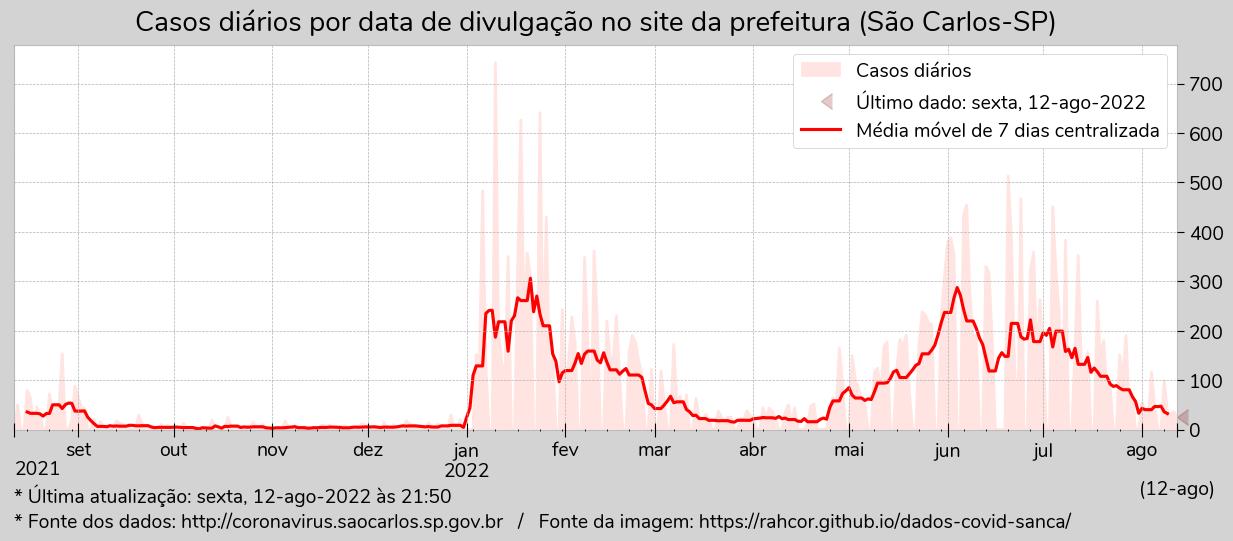 Casos diários por data de divulgação no site da prefeitura (São Carlos-SP)
Casos diários
Último dado: sexta, 12-ago-2022
Média móvel de 7 dias centralizada
700
600
500
400
300
200
100
0
set out nov dez jan fev mar abr mai jun jul ago
2021 2022
(12-ago)
* Última atualização: sexta, 12-ago-2022 às 21:50
* Fonte dos dados: http://coronavirus.saocarlos.sp.gov.br / Fonte da imagem: https://rahcor.github.io/dados-covid-sanca/